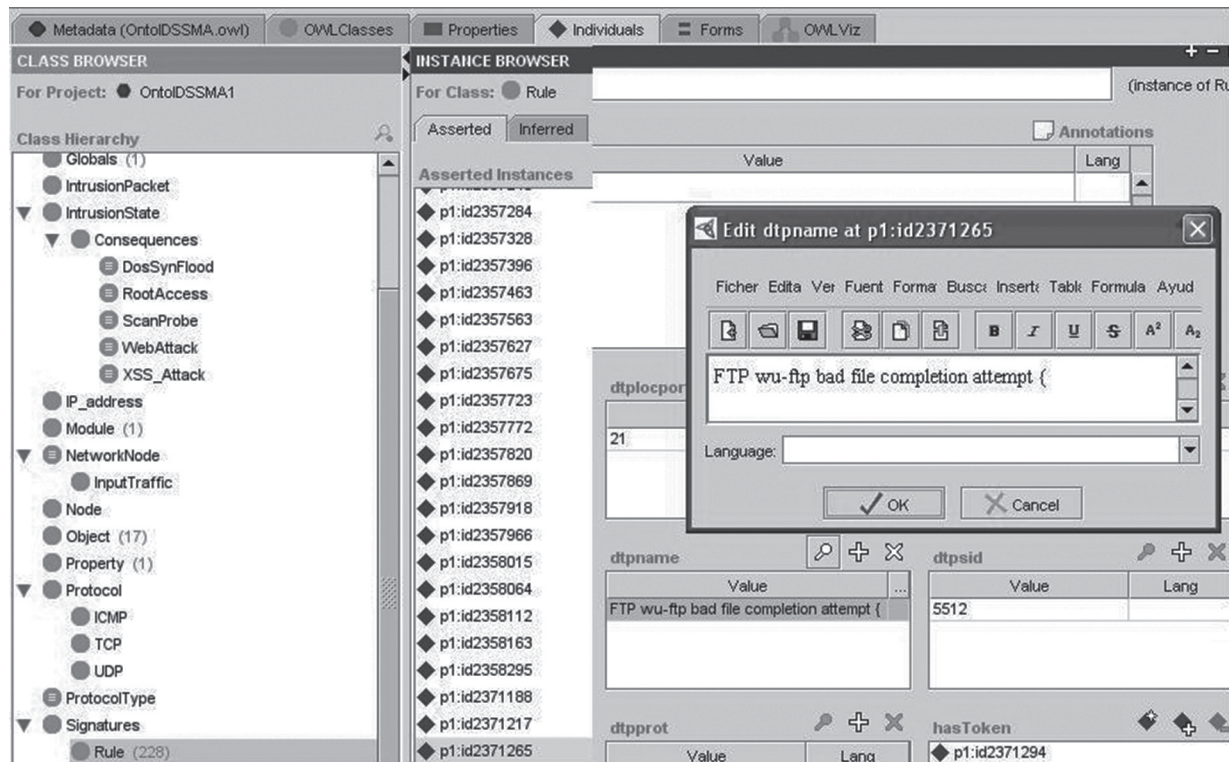 Metadata (OntoIDSSMA.owl) OWLClasses Properties Individuals Forms OWLViz
CLASS BROWSER
For Project: OntoIDSSMA1
Class Hierarchy
Globals (1)
IntrusionPacket
IntrusionState
Consequences
DosSynFlood
RootAccess
ScanProbe
WebAttack
XSS_Attack
IP_address
Module (1)
NetworkNode
InputTraffic
Node
Object (17)
Property (1)
Protocol
ICMP
TCP
UDP
ProtocolType
Signatures
Rule (228)
INSTANCE BROWSER
For Class: Rule
Asserted Inferred
Asserted Instances
p1:id2357284
p1:id2357328
p1:id2357396
p1:id2357463
p1:id2357563
p1:id2357627
p1:id2357675
p1:id2357723
p1:id2357772
p1:id2357820
p1:id2357869
p1:id2357918
p1:id2357966
p1:id2358015
p1:id2358064
p1:id2358112
p1:id2358163
p1:id2358295
p1:id2371188
p1:id2371217
p1:id2371265
(instance of Ru
Annotations
Value Lang
Edit dtpname at p1:id2371265
Ficher Edita Ver Fuent Forma Busca Inserta Tabla Formula Ayud
B I U S A² A₂
FTP wu-ftp bad file completion attempt {
Language:
OK Cancel
dtplocpor
21
dtpname
Value ...
FTP wu-ftp bad file completion attempt {
dtpsid
Value Lang
5512
dtpprot
Value Lang
hasToken
p1:id2371294